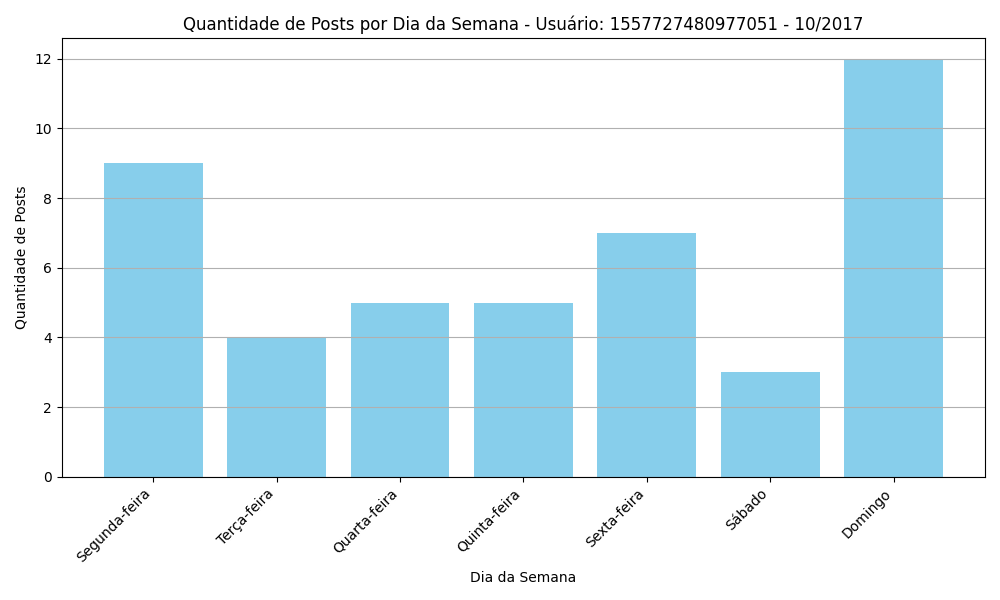 Quantidade de Posts por Dia da Semana - Usuário: 1557727480977051 - 10/2017
Quantidade de Posts
12
10
8
6
4
2
0
Segunda-feira
Terça-feira
Quarta-feira
Quinta-feira
Sexta-feira
Sábado
Domingo
Dia da Semana